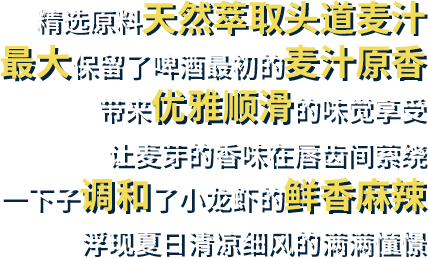 精选原料天然萃取头道麦汁
最大保留了啤酒最初的麦汁原香
带来优雅顺滑的味觉享受
让麦芽的香味在唇齿间萦绕
一下子调和了小龙虾的鲜香麻辣
浮现夏日清凉细风的满满憧憬